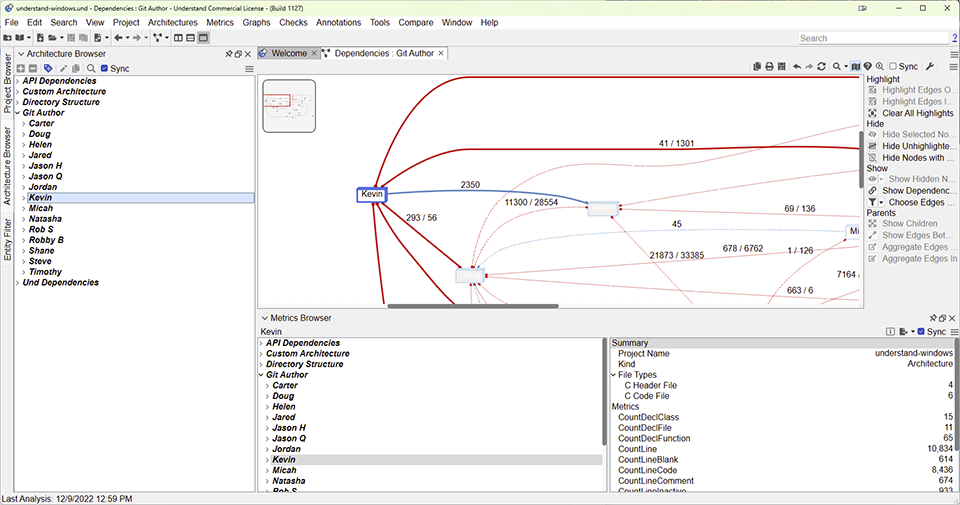 understand-windows.und - Dependencies : Git Author - Understand Commercial License - (Build 1127)
File Edit View Project Architectures Metrics Graphs Checks Annotations Tools Compare Window Help
Search
?
Project Browser
Architecture Browser
Entity Filter
Architecture Browser
Sync
API Dependencies
Custom Architecture
Directory Structure
Git Author
Carter
Doug
Helen
Jared
Jason H
Jason Q
Jordan
Kevin
Micah
Natasha
Rob S
Robby B
Shane
Steve
Timothy
Und Dependencies
Welcome
Dependencies : Git Author
Sync
Kevin
41 / 1301
2350
11300 / 28554
293 / 56
45
69 / 136
Mi
678 / 6762
1 / 126
21873 / 33385
7164 /
663 / 6
Highlight
Highlight Edges O...
Highlight Edges I...
Clear All Highlights
Hide
Hide Selected No...
Hide Unhighlighte...
Hide Nodes with ...
Show
Show Hidden N...
Show Dependenc...
Choose Edges ...
Parents
Show Children
Show Edges Bet...
Aggregate Edges ...
Aggregate Edges In
Metrics Browser
Kevin
Sync
API Dependencies
Custom Architecture
Directory Structure
Git Author
Carter
Doug
Helen
Jared
Jason H
Jason Q
Jordan
Kevin
Micah
Natasha
Rob S
Summary
Project Name understand-windows
Kind Architecture
File Types
C Header File 4
C Code File 6
Metrics
CountDeclClass 15
CountDeclFile 11
CountDeclFunction 65
CountLine 10,834
CountLineBlank 614
CountLineCode 8,436
CountLineComment 674
CountLineInactive 933
Last Analysis: 12/9/2022 12:59 PM